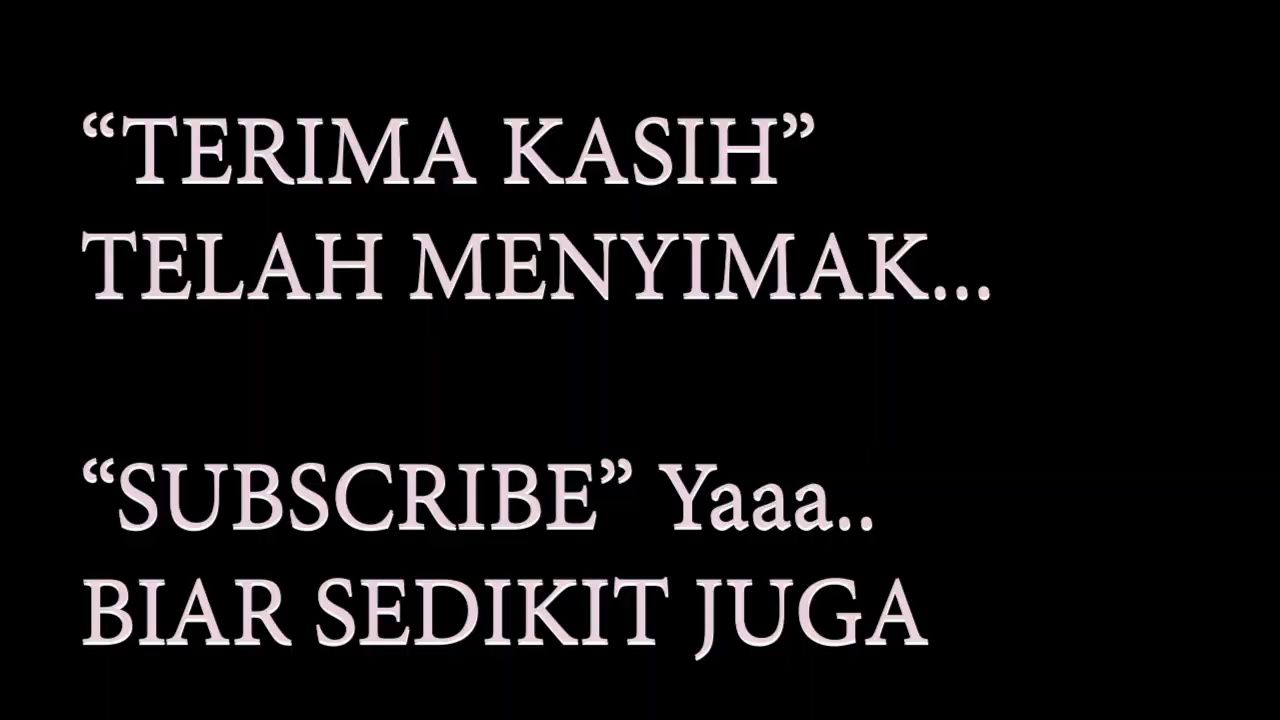 “TERIMA KASIH”
TELAH MENYIMAK...
“SUBSCRIBE” Yaaa..
BIAR SEDIKIT JUGA